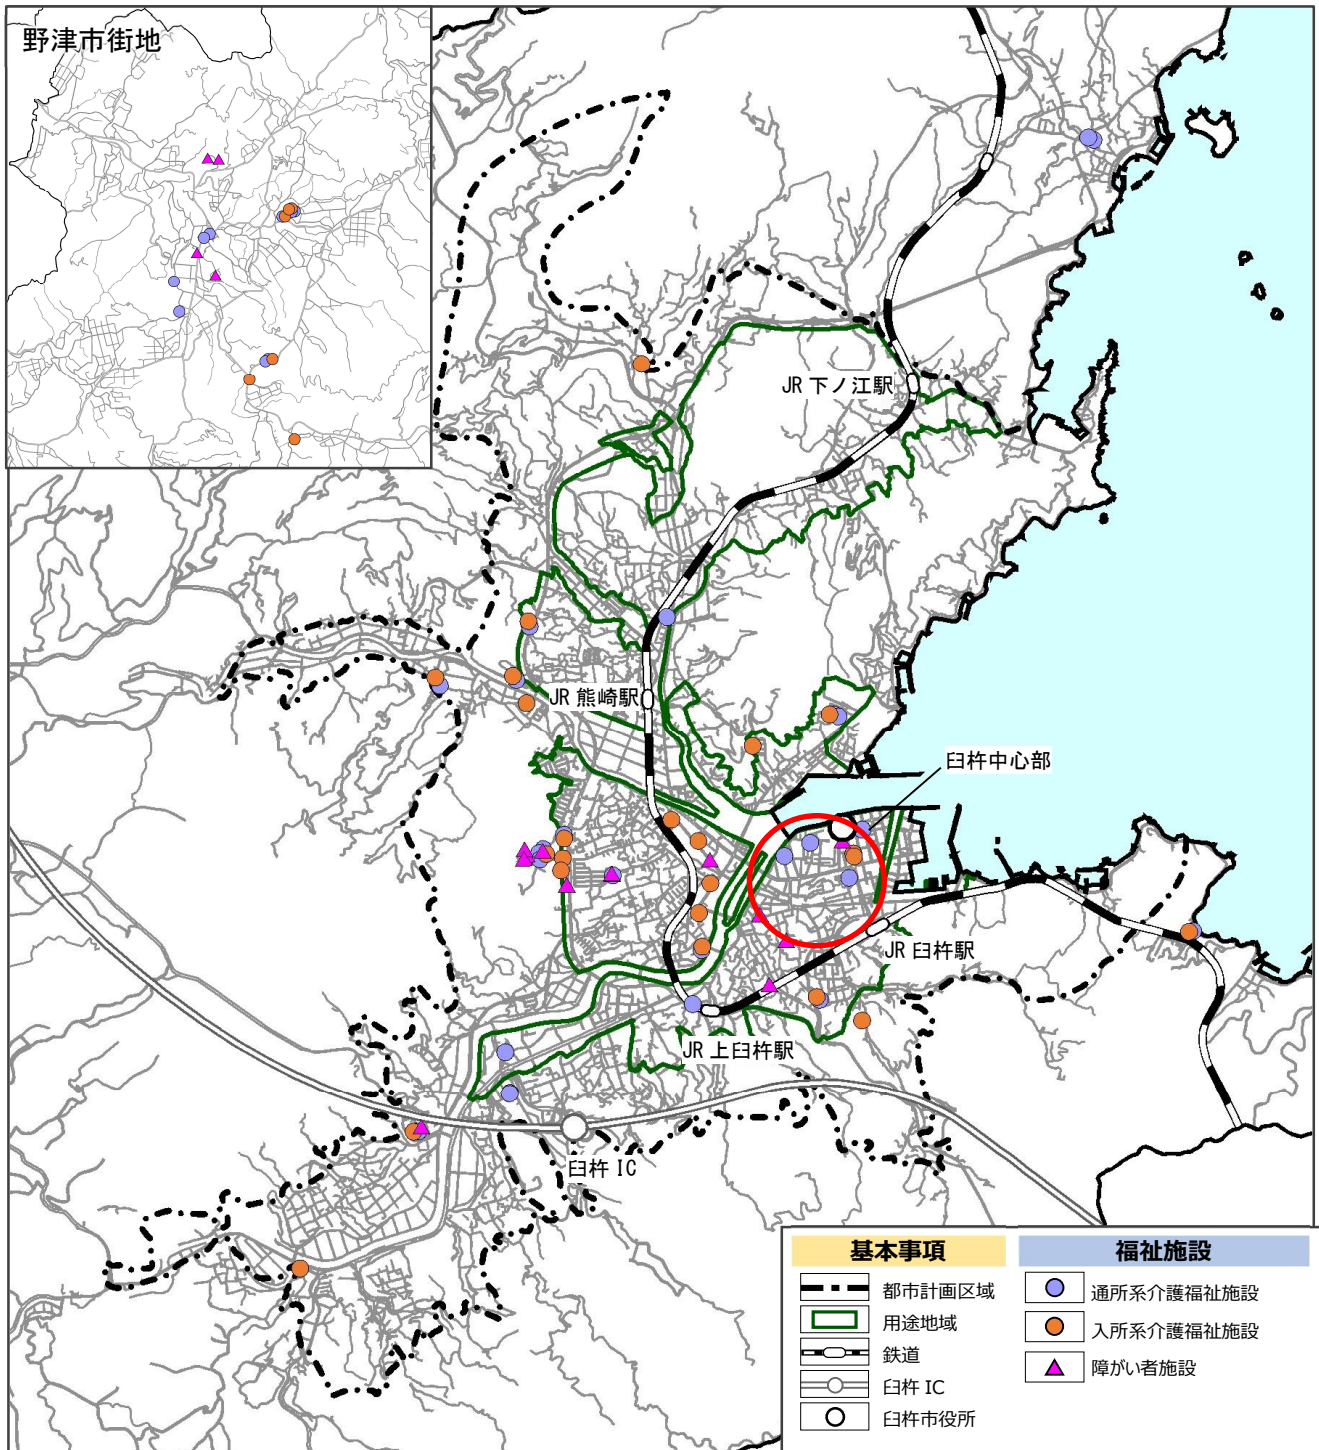 野津市街地
JR 下ノ江駅
JR 熊崎駅
臼杵中心部
JR 臼杵駅
JR 上臼杵駅
臼杵 IC
基本事項
都市計画区域
用途地域
鉄道
臼杵 IC
臼杵市役所
福祉施設
通所系介護福祉施設
入所系介護福祉施設
障がい者施設